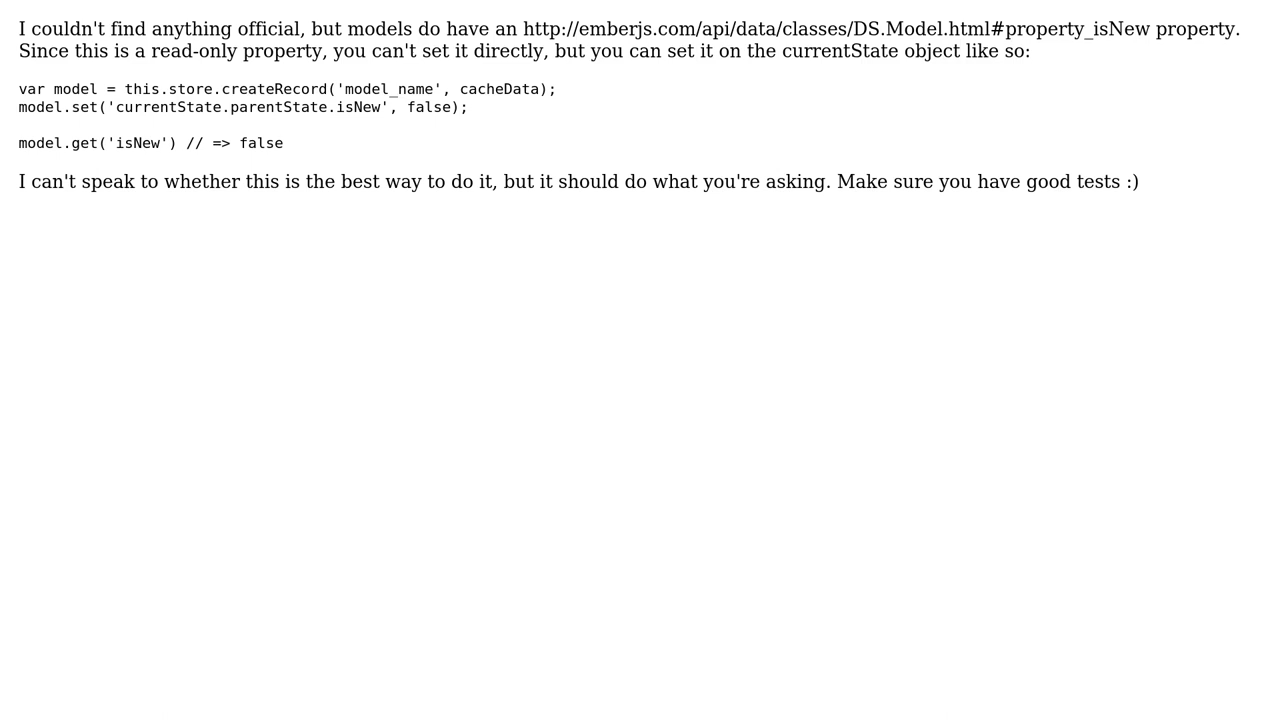 I couldn't find anything official, but models do have an http://emberjs.com/api/data/classes/DS.Model.html#property_isNew property.
Since this is a read-only property, you can't set it directly, but you can set it on the currentState object like so:
var model = this.store.createRecord('model_name', cacheData);
model.set('currentState.parentState.isNew', false);
model.get('isNew') // => false
I can't speak to whether this is the best way to do it, but it should do what you're asking. Make sure you have good tests :)